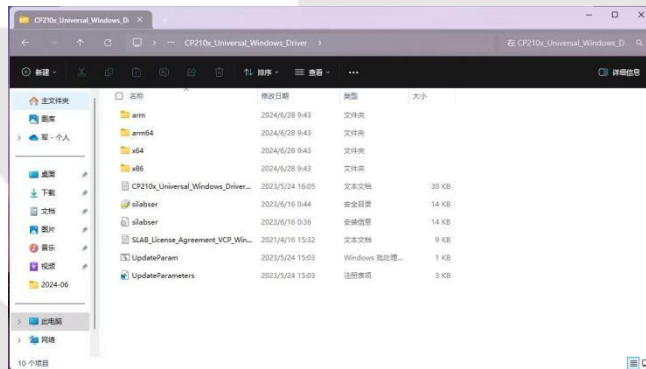 CP210x_Universal_Windows_Di
CP210x_Universal_Windows_Driver
在 CP210x_Universal_Windows_D
新建
排序
查看
详细信息
名称 修改日期 类型 大小
主文件夹
图库
军 - 个人
桌面
下载
文档
图片
音乐
视频
2024-06
此电脑
网络
arm 2024/6/28 9:43 文件夹
arm64 2024/6/28 9:43 文件夹
x64 2024/6/28 9:43 文件夹
x86 2024/6/28 9:43 文件夹
CP210x_Universal_Windows_Driver... 2023/5/24 16:05 文本文档 30 KB
silabser 2023/6/16 0:44 安全目录 14 KB
silabser 2023/6/16 0:36 安装信息 14 KB
SLAB_License_Agreement_VCP_Win... 2021/4/16 15:32 文本文档 9 KB
UpdateParam 2023/5/24 15:03 Windows 批处理... 1 KB
UpdateParameters 2023/5/24 15:03 注册表项 3 KB
10 个项目